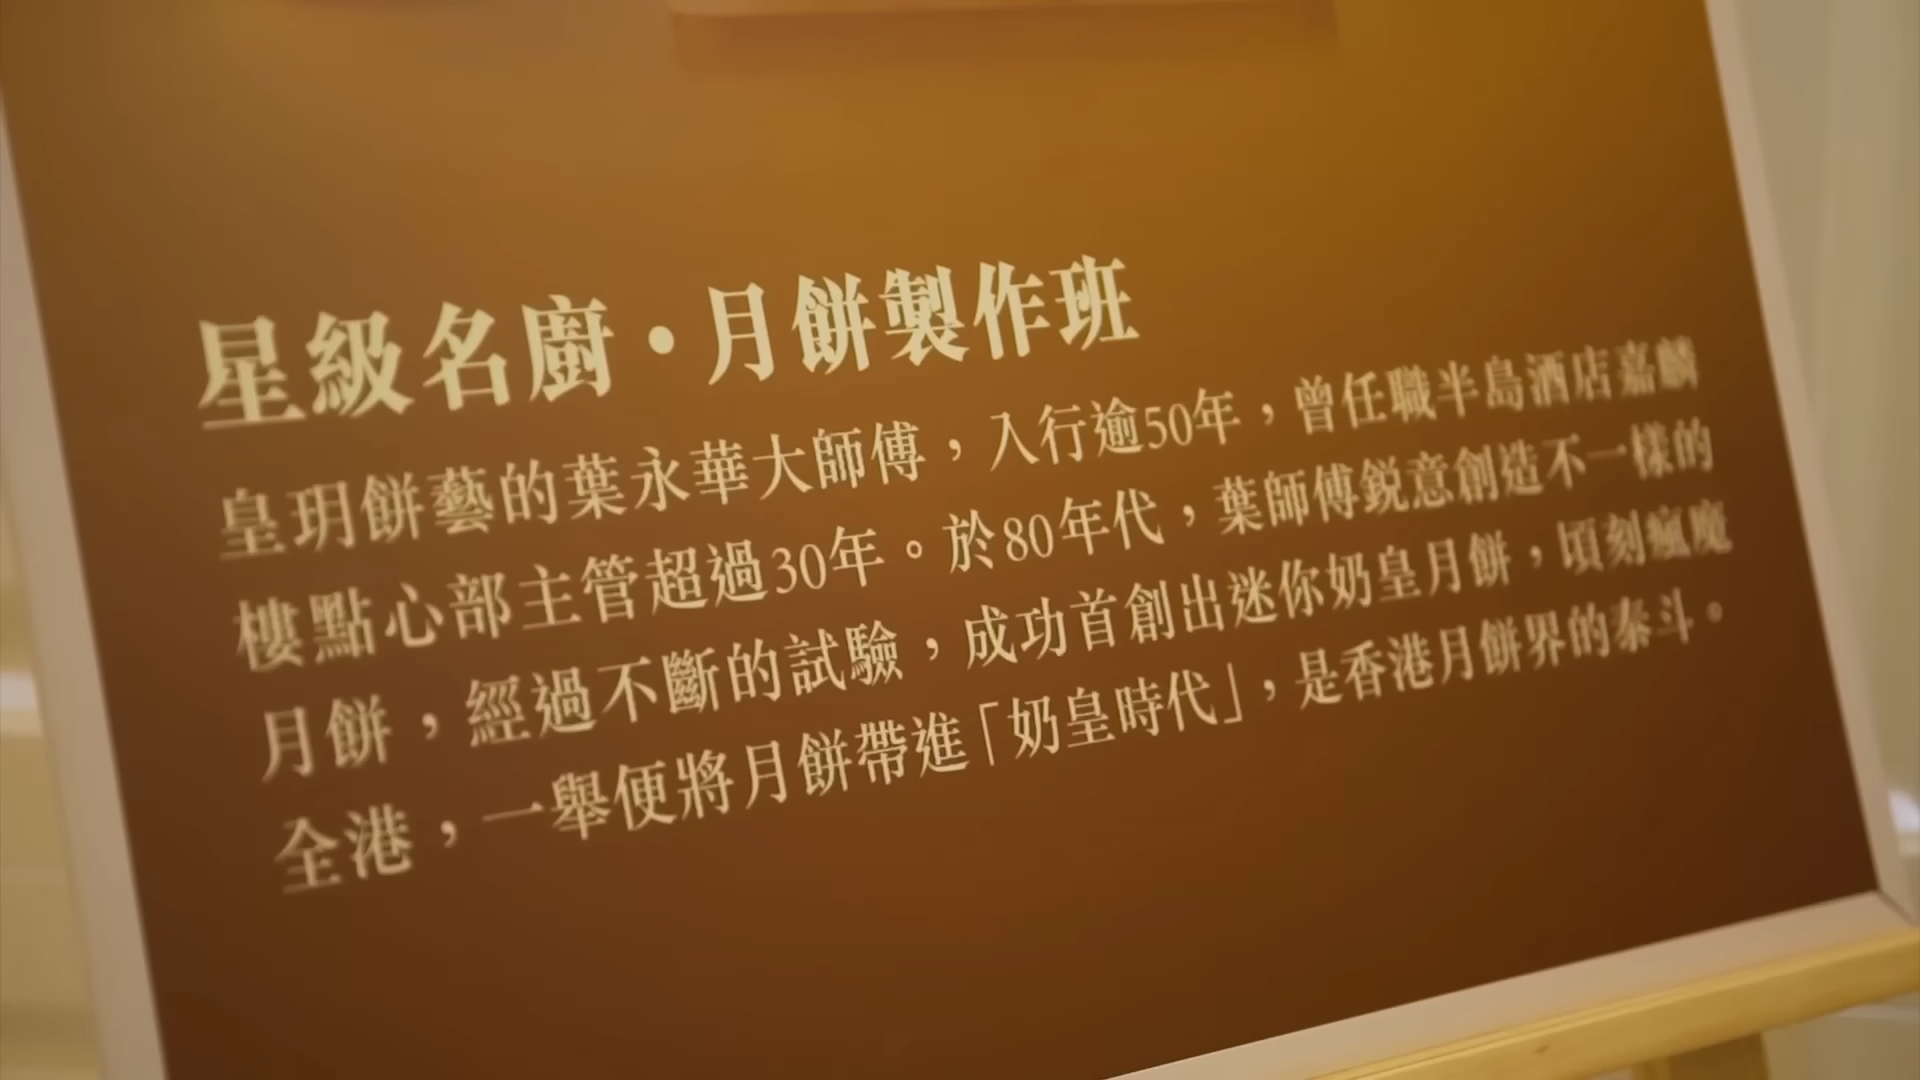 星級名廚•月餅製作班
皇玥餅藝的葉永華大師傅，入行逾50年，曾任職半島酒店嘉麟
樓點心部主管超過30年。於80年代，葉師傅銳意創造不一樣的
月餅，經過不斷的試驗，成功首創出迷你奶皇月餅，頃刻瘋魔
全港，一舉便將月餅帶進「奶皇時代」，是香港月餅界的泰斗。